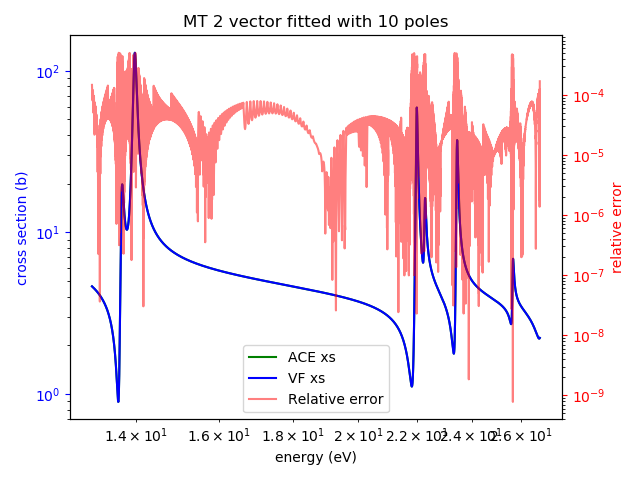 MT 2 vector fitted with 10 poles
cross section (b)
10² 10¹ 10⁰
10⁻⁴ 10⁻⁵ 10⁻⁶ 10⁻⁷ 10⁻⁸ 10⁻⁹
relative error
ACE xs
VF xs
Relative error
1.4 × 10¹ 1.6 × 10¹ 1.8 × 10¹ 2 × 10¹ 2.2 × 10¹ 2.4 × 10¹ 2.6 × 10¹
energy (eV)